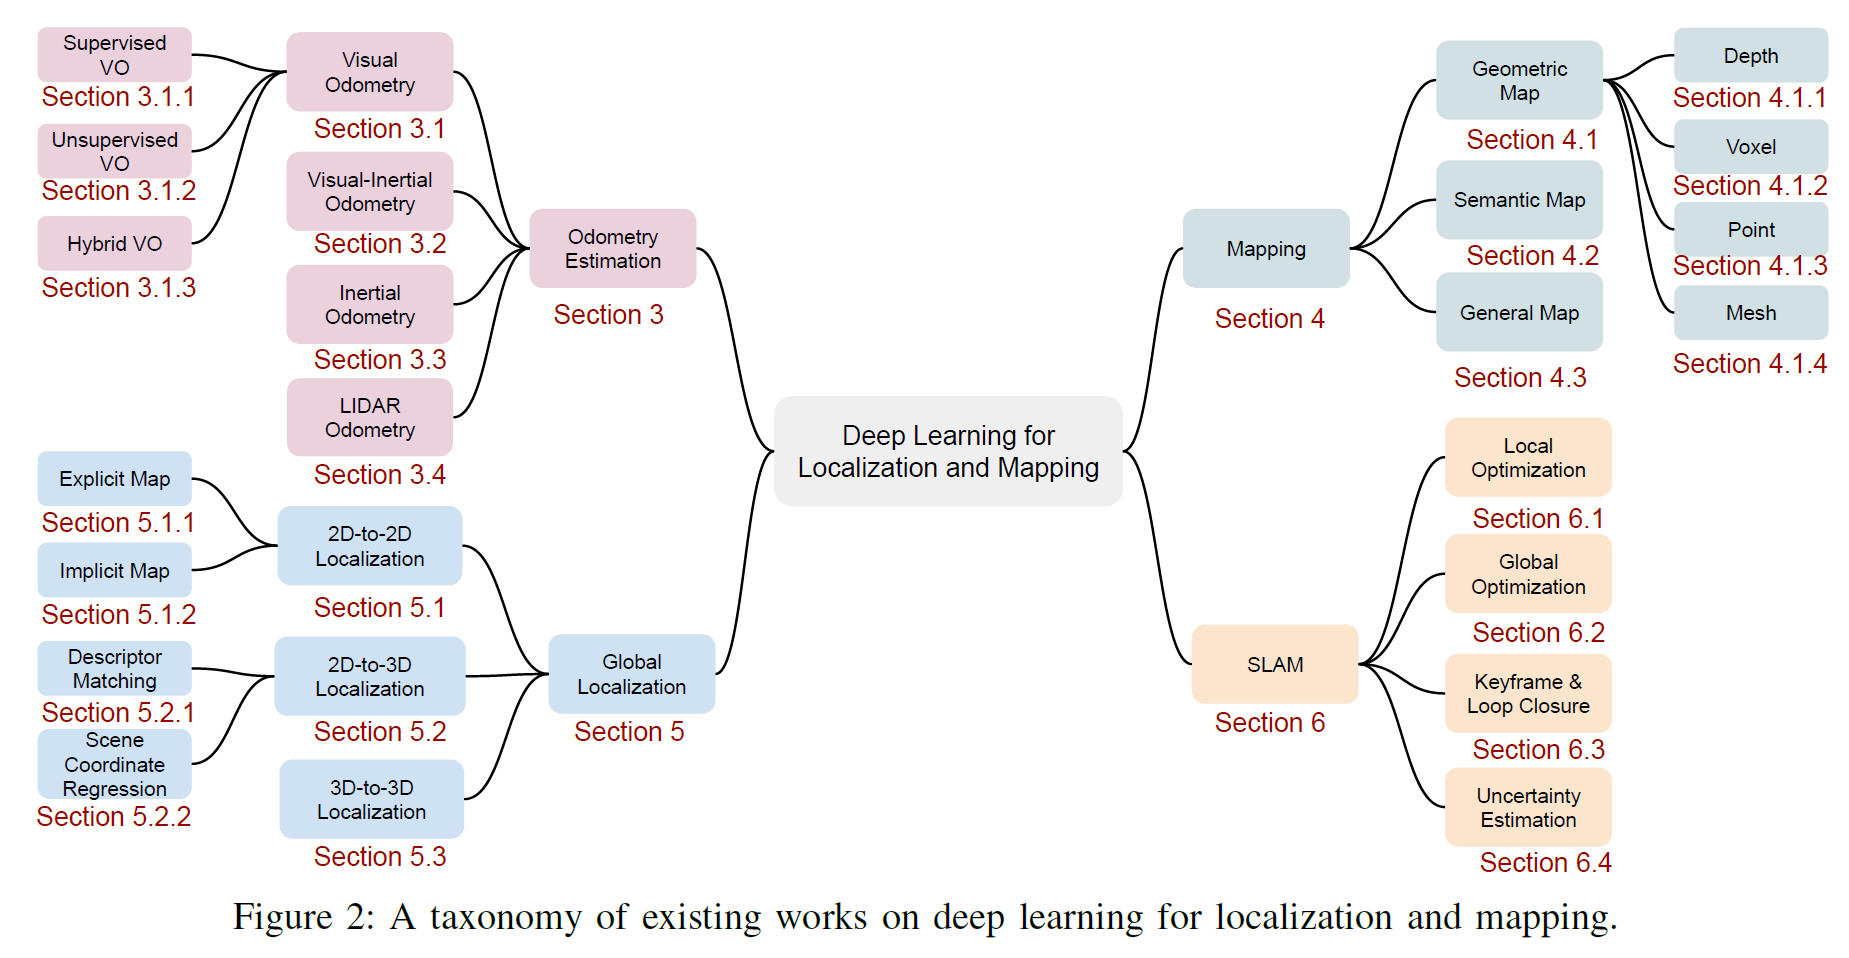 Supervised
VO
Section 3.1.1
Unsupervised
VO
Section 3.1.2
Hybrid VO
Section 3.1.3
Visual
Odometry
Section 3.1
Visual-Inertial
Odometry
Section 3.2
Inertial
Odometry
Section 3.3
LIDAR
Odometry
Section 3.4
Odometry
Estimation
Section 3
Explicit Map
Section 5.1.1
Implicit Map
Section 5.1.2
Descriptor
Matching
Section 5.2.1
Scene
Coordinate
Regression
Section 5.2.2
2D-to-2D
Localization
Section 5.1
2D-to-3D
Localization
Section 5.2
3D-to-3D
Localization
Section 5.3
Global
Localization
Section 5
Deep Learning for
Localization and Mapping
Mapping
Section 4
Geometric
Map
Section 4.1
Semantic Map
Section 4.2
General Map
Section 4.3
Depth
Section 4.1.1
Voxel
Section 4.1.2
Point
Section 4.1.3
Mesh
Section 4.1.4
SLAM
Section 6
Local
Optimization
Section 6.1
Global
Optimization
Section 6.2
Keyframe &
Loop Closure
Section 6.3
Uncertainty
Estimation
Section 6.4
Figure 2: A taxonomy of existing works on deep learning for localization and mapping.